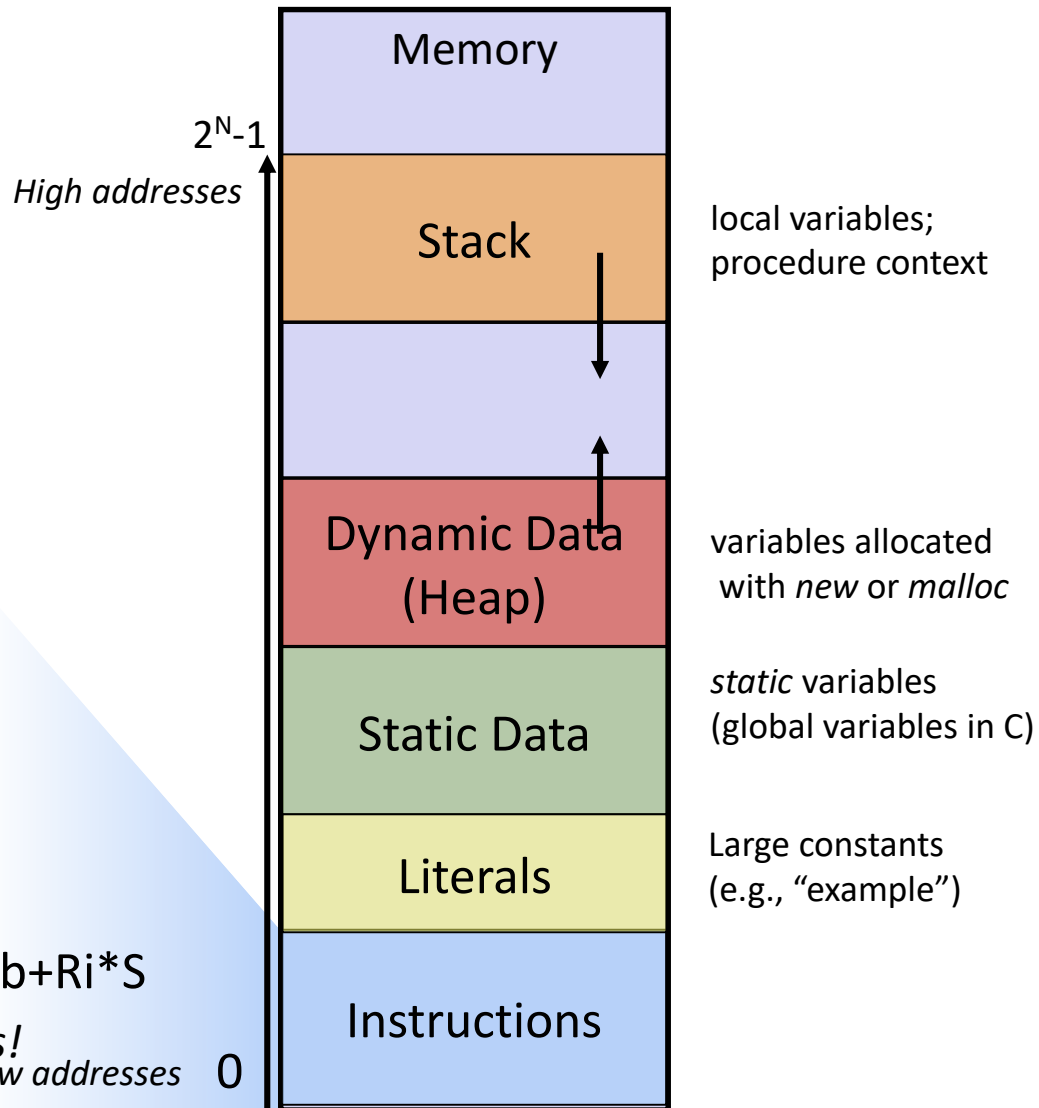 Memory
2ᴺ-1
High addresses
Stack
local variables;
procedure context
Dynamic Data
(Heap)
variables allocated
with new or malloc
static variables
(global variables in C)
Static Data
Literals
Large constants
(e.g., “example”)
b+Ri*S
Instructions
s!
w addresses 0